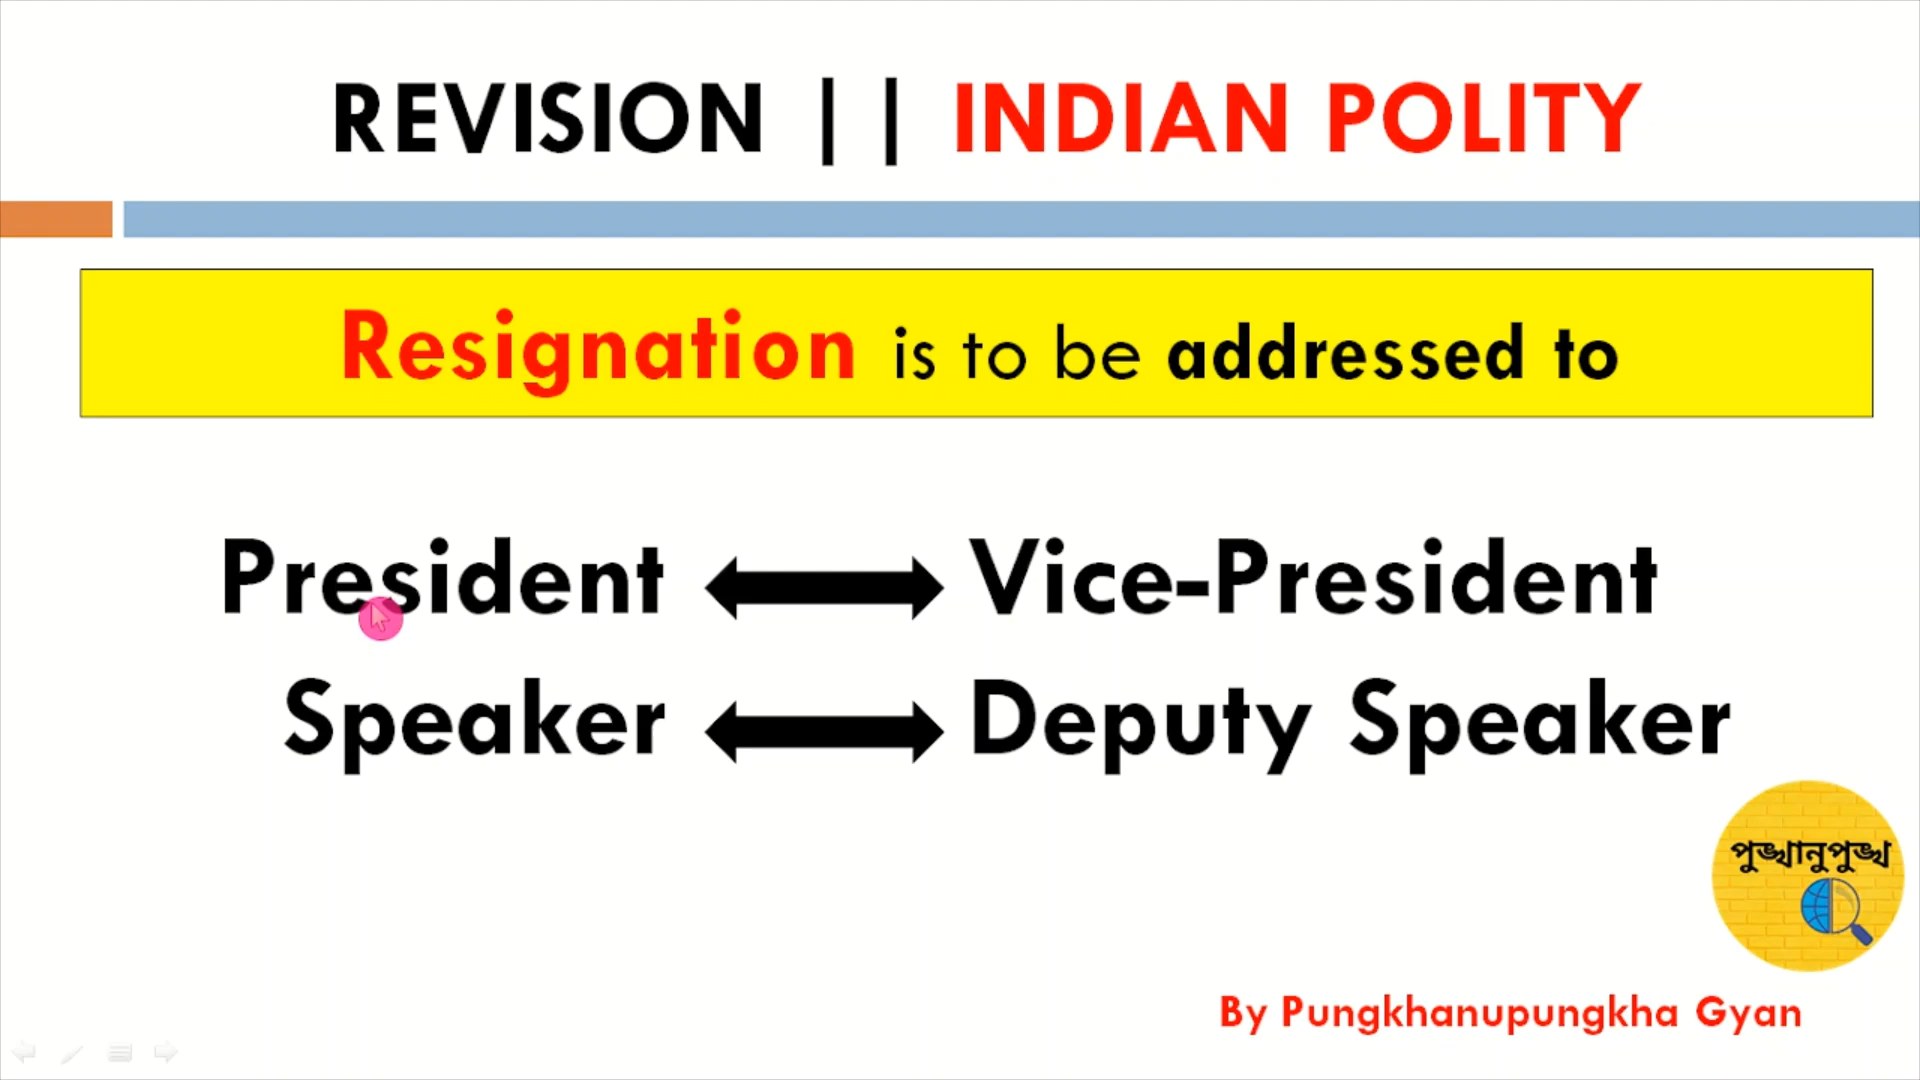 REVISION || INDIAN POLITY
Resignation is to be addressed to
President Vice-President
Speaker Deputy Speaker
পুঙ্খানুপুঙ্খ
By Pungkhanupungkha Gyan